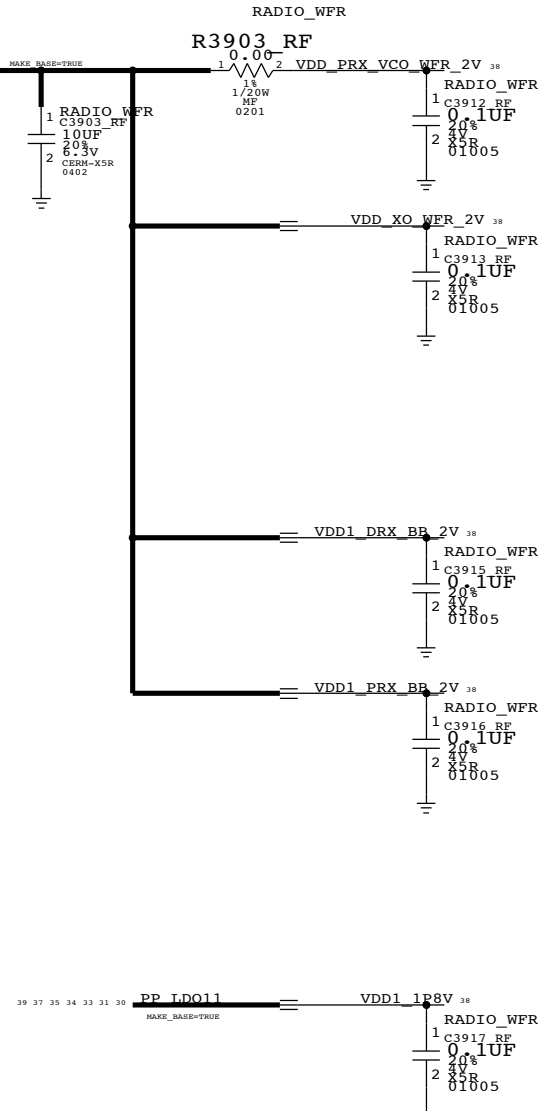 RADIO_WFR
R3903_RF
0.00
MAKE_BASE=TRUE
1
2
VDD_PRX_VCO_WFR_2V 38
1%
1/20W
MF
0201
RADIO_WFR
1
C3912_RF
0.1UF
20%
4V
X5R
01005
1
RADIO_WFR
C3903_RF
10UF
20%
2
6.3V
CERM-X5R
0402
2
VDD_XO_WFR_2V 38
RADIO_WFR
1
C3913_RF
0.1UF
20%
4V
2
X5R
01005
VDD1_DRX_BB_2V 38
RADIO_WFR
1
C3915_RF
0.1UF
20%
4V
2
X5R
01005
VDD1_PRX_BB_2V 38
RADIO_WFR
1
C3916_RF
0.1UF
20%
4V
2
X5R
01005
39 37 35 34 33 31 30
PP_LDO11
VDD1_1P8V 38
MAKE_BASE=TRUE
RADIO_WFR
1
C3917_RF
0.1UF
20%
4V
2
X5R
01005